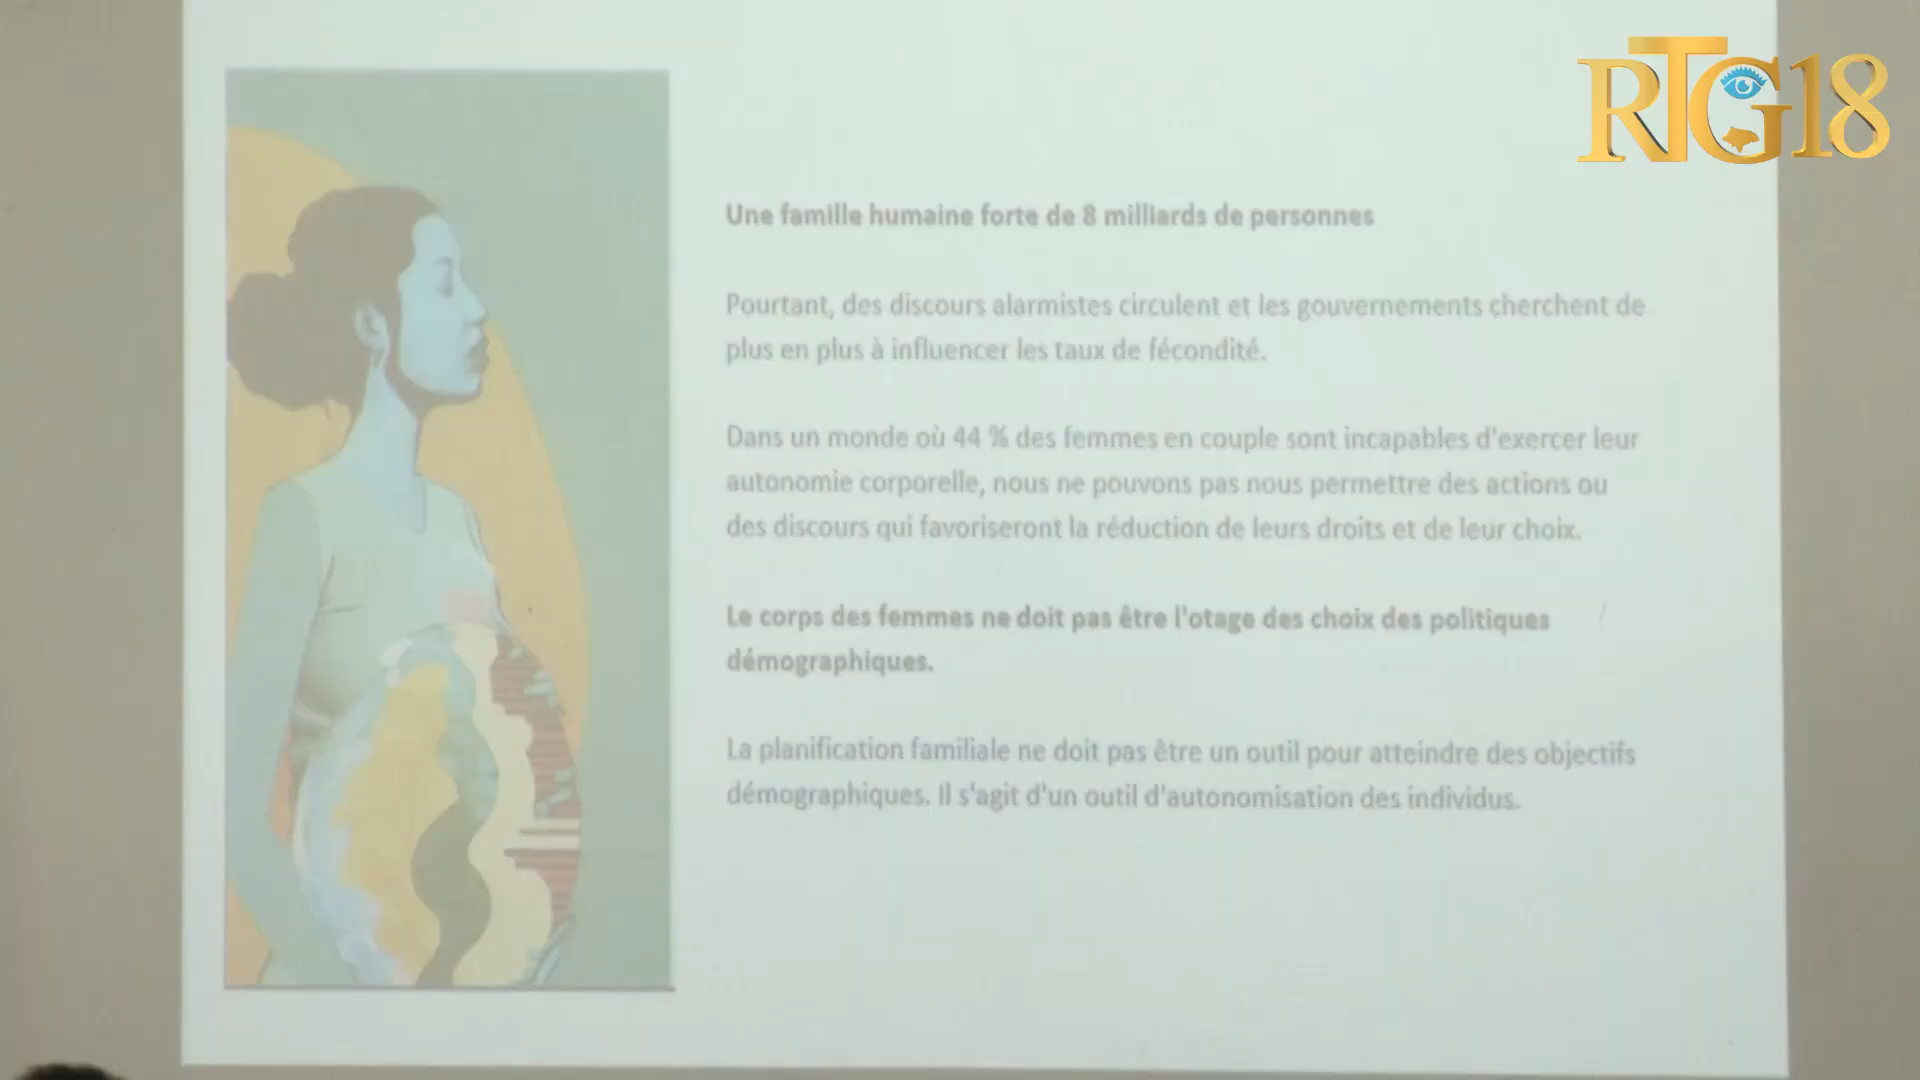 RTG18
Une famille humaine forte de 8 milliards de personnes
Pourtant, des discours alarmistes circulent et les gouvernements cherchent de
plus en plus à influencer les taux de fécondité.
Dans un monde où 44 % des femmes en couple sont incapables d'exercer leur
autonomie corporelle, nous ne pouvons pas nous permettre des actions ou
des discours qui favoriseront la réduction de leurs droits et de leur choix.
Le corps des femmes ne doit pas être l'otage des choix des politiques
démographiques.
La planification familiale ne doit pas être un outil pour atteindre des objectifs
démographiques. Il s'agit d'un outil d'autonomisation des individus.